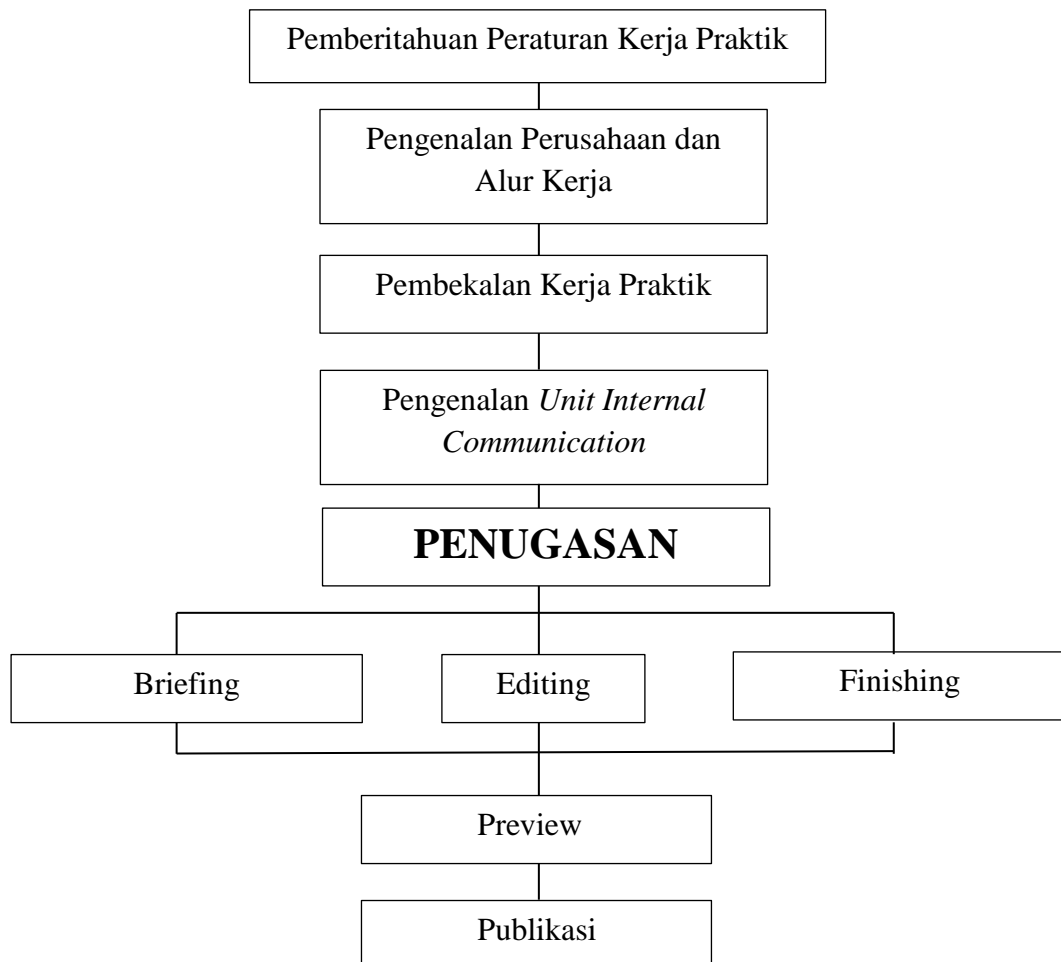 Pemberitahuan Peraturan Kerja Praktik
Pengenalan Perusahaan dan
Alur Kerja
Pembekalan Kerja Praktik
Pengenalan Unit Internal
Communication
PENUGASAN
Briefing
Editing
Finishing
Preview
Publikasi